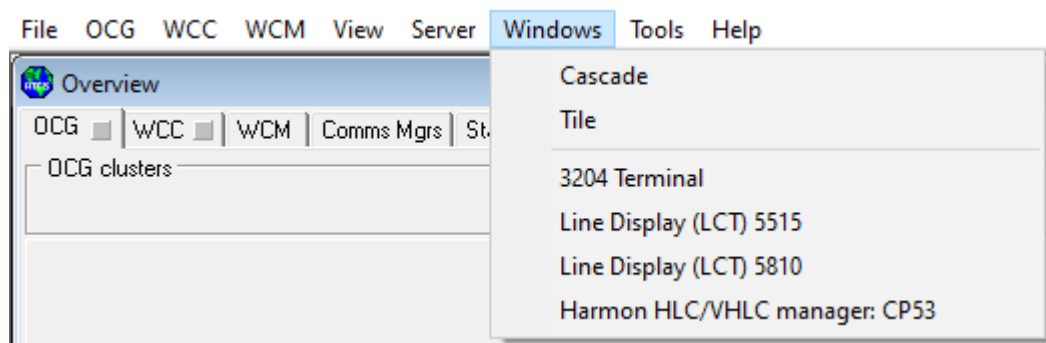 File OCG WCC WCM View Server Windows Tools Help
Overview
OCG WCC WCM Comms Mgrs
OCG clusters
Cascade
Tile
3204 Terminal
Line Display (LCT) 5515
Line Display (LCT) 5810
Harmon HLC/VHLC manager: CP53